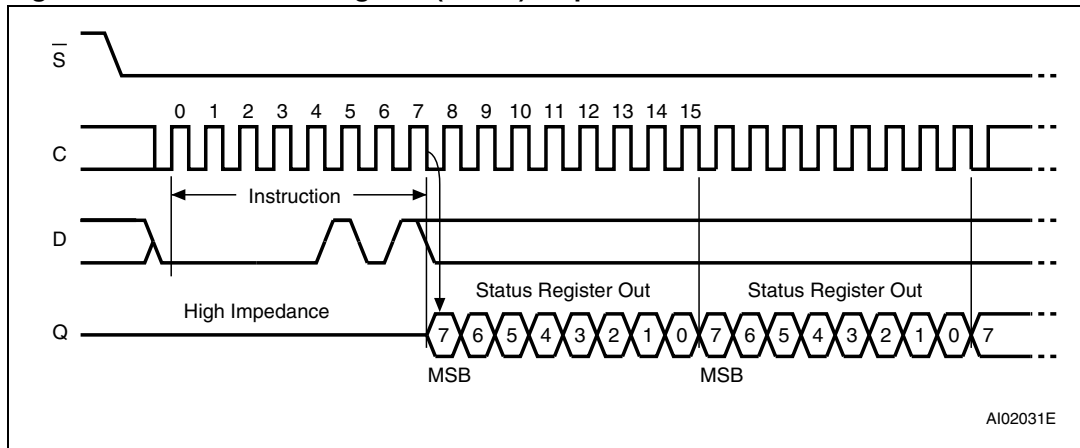 S
0 1 2 3 4 5 6 7 8 9 10 11 12 13 14 15
C
Instruction
D
Status Register Out Status Register Out
High Impedance
Q 7 6 5 4 3 2 1 0 7 6 5 4 3 2 1 0 7
MSB MSB
AI02031E